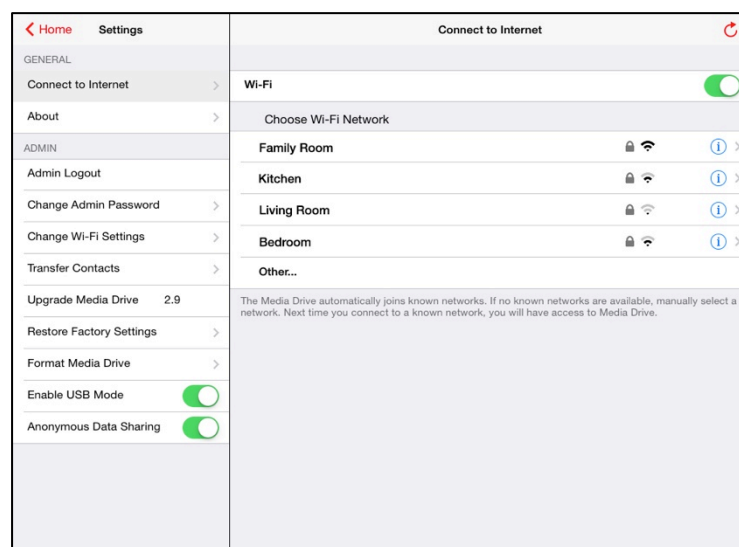 Home Settings
GENERAL
Connect to Internet
About
ADMIN
Admin Logout
Change Admin Password
Change Wi-Fi Settings
Transfer Contacts
Upgrade Media Drive 2.9
Restore Factory Settings
Format Media Drive
Enable USB Mode
Anonymous Data Sharing
Connect to Internet
Wi-Fi
Choose Wi-Fi Network
Family Room
Kitchen
Living Room
Bedroom
Other...
The Media Drive automatically joins known networks. If no known networks are available, manually select a
network. Next time you connect to a known network, you will have access to Media Drive.